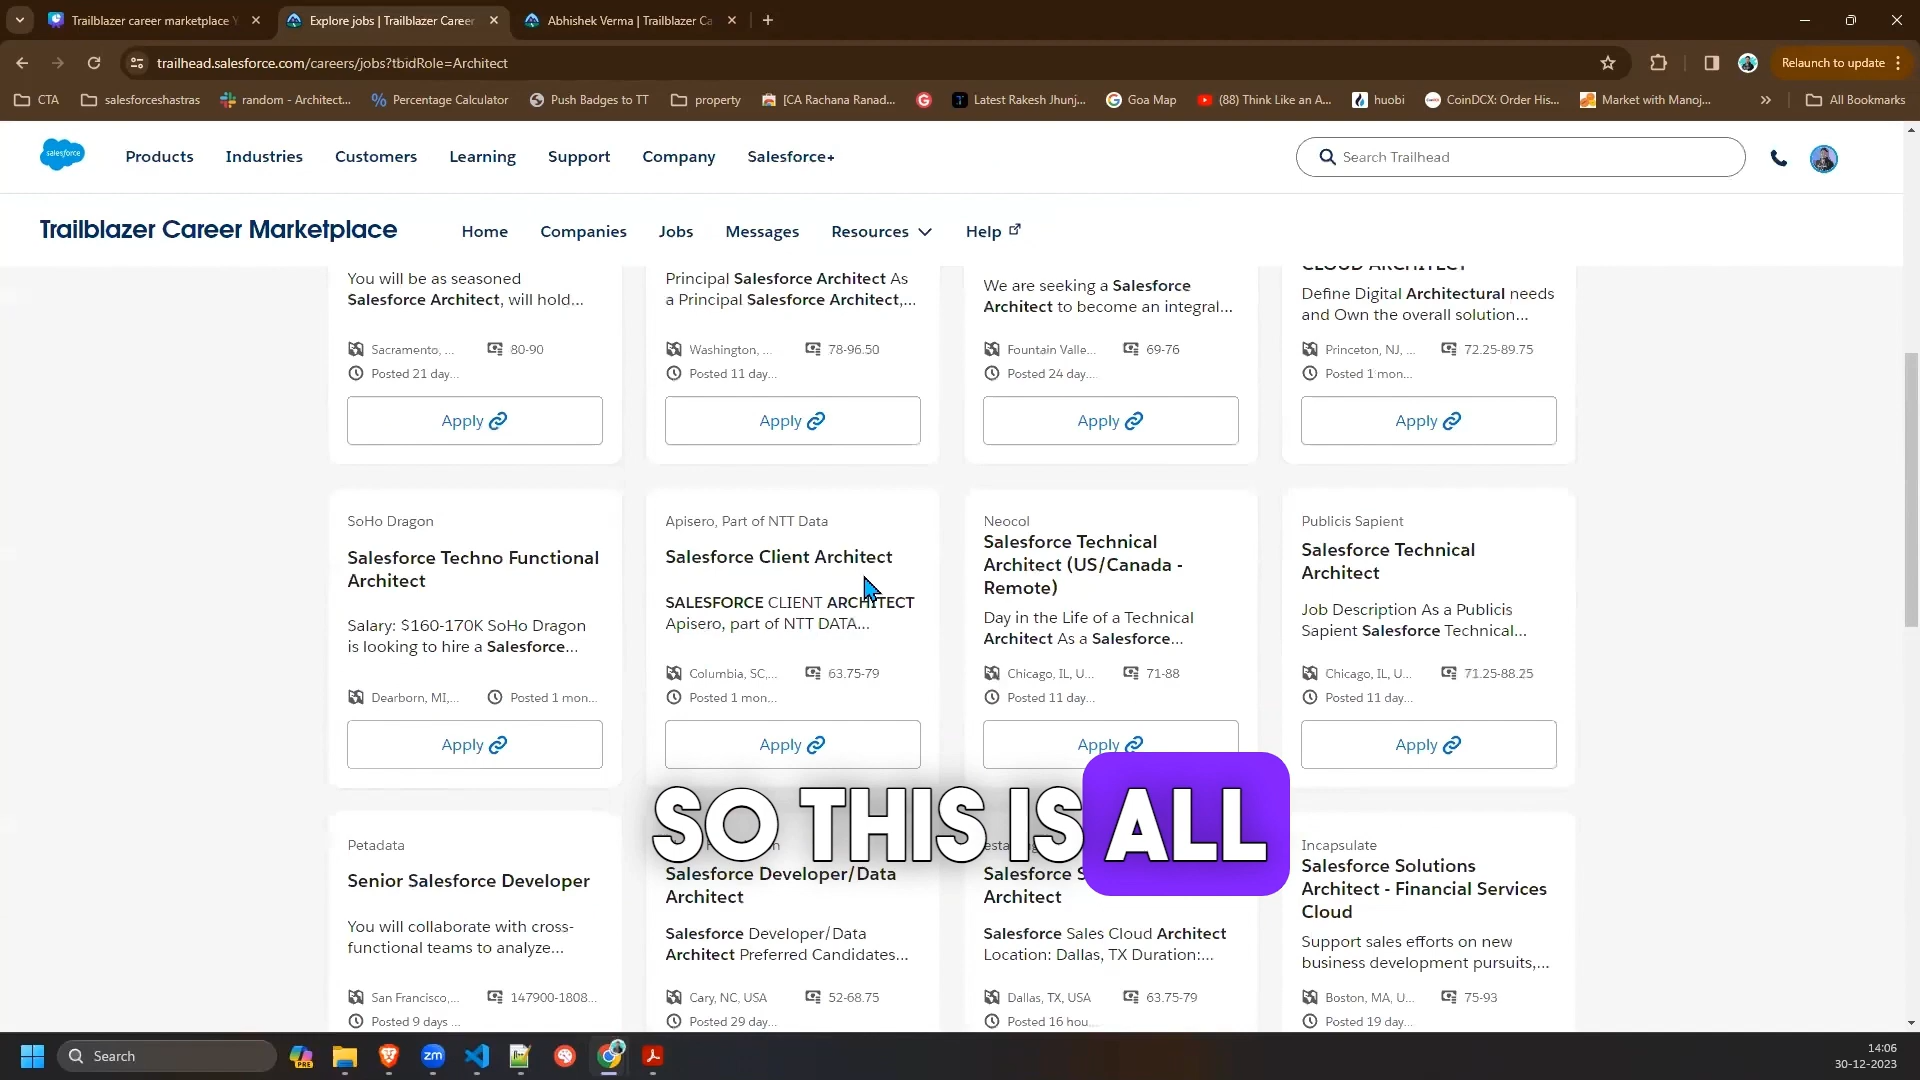 Trailblazer career marketplace
Explore jobs | Trailblazer Career
Abhishek Verma | Trailblazer Ca
trailhead.salesforce.com/careers/jobs?tbidRole=Architect
Relaunch to update
CTA
salesforceshastras
random - Architect...
Percentage Calculator
Push Badges to TT
property
[CA Rachana Ranad...
Latest Rakesh Jhunj...
Goa Map
(88) Think Like an A...
huobi
CoinDCX: Order His...
Market with Manoj...
All Bookmarks
salesforce
Products
Industries
Customers
Learning
Support
Company
Salesforce+
Search Trailhead
Trailblazer Career Marketplace
Home
Companies
Jobs
Messages
Resources
Help
You will be as seasoned
Salesforce Architect, will hold...
Sacramento, ...
80-90
Posted 21 day...
Apply
Principal Salesforce Architect As
a Principal Salesforce Architect,...
Washington, ...
78-96.50
Posted 11 day...
Apply
We are seeking a Salesforce
Architect to become an integral...
Fountain Valle...
69-76
Posted 24 day...
Apply
CLOUD ARCHITECT
Define Digital Architectural needs
and Own the overall solution...
Princeton, NJ, ...
72.25-89.75
Posted 1 mon...
Apply
SoHo Dragon
Salesforce Techno Functional
Architect
Salary: $160-170K SoHo Dragon
is looking to hire a Salesforce...
Dearborn, MI,...
Posted 1 mon...
Apply
Apisero, Part of NTT Data
Salesforce Client Architect
SALESFORCE CLIENT ARCHITECT
Apisero, part of NTT DATA...
Columbia, SC,...
63.75-79
Posted 1 mon...
Apply
Neocol
Salesforce Technical
Architect (US/Canada -
Remote)
Day in the Life of a Technical
Architect As a Salesforce...
Chicago, IL, U...
71-88
Posted 11 day...
Apply
Publicis Sapient
Salesforce Technical
Architect
Job Description As a Publicis
Sapient Salesforce Technical...
Chicago, IL, U...
71.25-88.25
Posted 11 day...
Apply
SO THIS IS ALL
Petadata
Senior Salesforce Developer
You will collaborate with cross-
functional teams to analyze...
San Francisco,...
147900-1808...
Posted 9 days ...
Salesforce Developer/Data
Architect
Salesforce Developer/Data
Architect Preferred Candidates...
Cary, NC, USA
52-68.75
Posted 29 day...
Salesforce S
Architect
Salesforce Sales Cloud Architect
Location: Dallas, TX Duration:...
Dallas, TX, USA
63.75-79
Posted 16 hou...
Incapsulate
Salesforce Solutions
Architect - Financial Services
Cloud
Support sales efforts on new
business development pursuits,...
Boston, MA, U...
75-93
Posted 19 day...
Search
PRE
zm
14:06
30-12-2023